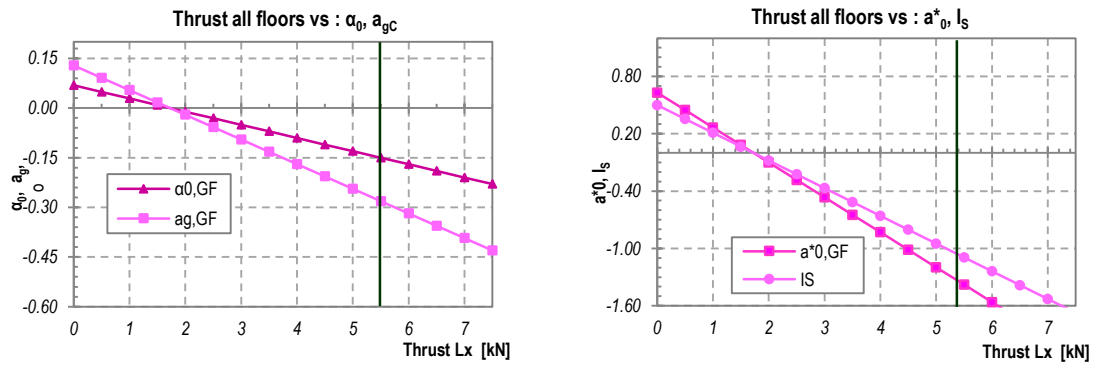 Thrust all floors vs : α0, agC
0.15
0.00
-0.15
-0.30
-0.45
-0.60
α0, ag,
α0,GF
ag,GF
0 1 2 3 4 5 6 7
Thrust Lx [kN]
Thrust all floors vs : a*0, IS
0.80
0.20
-0.40
-1.00
-1.60
a*0, Is
a*0,GF
IS
0 1 2 3 4 5 6 7
Thrust Lx [kN]